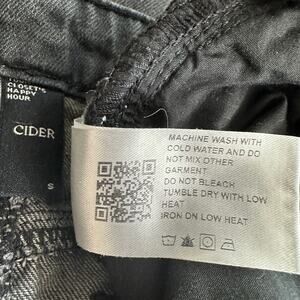 CLOSET'S
HAPPY
HOUR
CIDER
S
MACHINE WASH WITH
COLD WATER AND DO
NOT MIX OTHER
GARMENT
DO NOT BLEACH
TUMBLE DRY WITH LOW
HEAT
IRON ON LOW HEAT